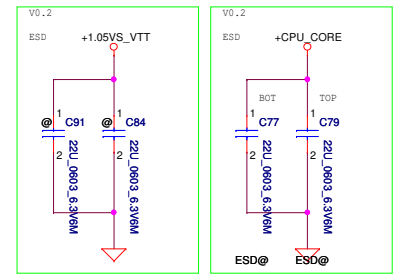 V0.2
ESD
+1.05VS_VTT
@
1
C91
2
22U_0603_6.3V6M
@
1
C84
2
22U_0603_6.3V6M
V0.2
ESD
+CPU_CORE
BOT
TOP
1
C77
2
22U_0603_6.3V6M
1
C79
2
22U_0603_6.3V6M
ESD@
ESD@